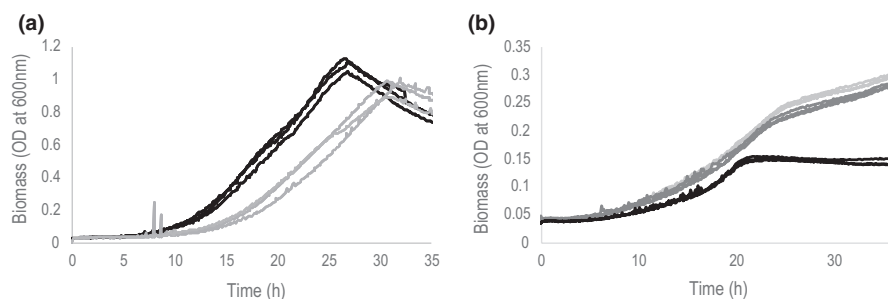 (a)
Biomass (OD at 600nm)
1.2
1
0.8
0.6
0.4
0.2
0
0 5 10 15 20 25 30 35
Time (h)
(b)
Biomass (OD at 600nm)
0.35
0.3
0.25
0.2
0.15
0.1
0.05
0
0 10 20 30
Time (h)